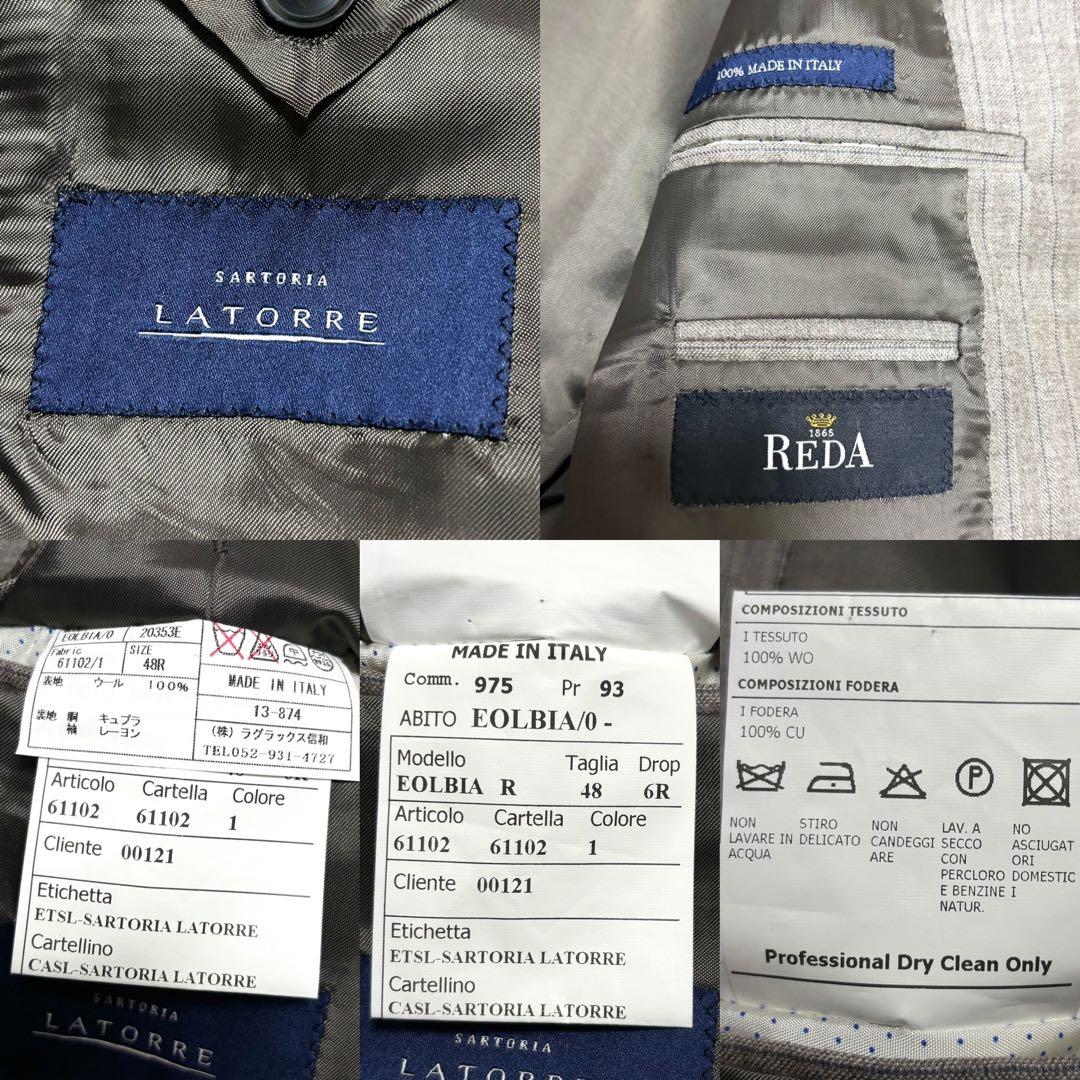 SARTORIA
LATORRE
100% MADE IN ITALY
1865
REDA
EOLBIA/0 20353E
Fabric SIZE
61102/1 48R
表地 ウール 100%
MADE IN ITALY
13-874
裏地 胴 キュプラ
袖 レーヨン
(株) ラグラックス信和
TEL052-931-4727
Articolo Cartella Colore
61102 61102 1
Cliente 00121
Etichetta
ETSL-SARTORIA LATORRE
Cartellino
CASL-SARTORIA LATORRE
SARTORIA
LATORRE
MADE IN ITALY
Comm. 975 Pr 93
ABITO EOLBIA/0 -
Modello Taglia Drop
EOLBIA R 48 6R
Articolo Cartella Colore
61102 61102 1
Cliente 00121
Etichetta
ETSL-SARTORIA LATORRE
Cartellino
CASL-SARTORIA LATORRE
SARTORIA
LATORRE
COMPOSIZIONI TESSUTO
I TESSUTO
100% WO
COMPOSIZIONI FODERA
I FODERA
100% CU
P
NON
LAVARE IN
ACQUA
STIRO
DELICATO
NON
CANDEGGI
ARE
LAV. A
SECCO
CON
PERCLORO
E BENZINE
NATUR.
NO
ASCIUGAT
ORI
DOMESTIC
I
Professional Dry Clean Only